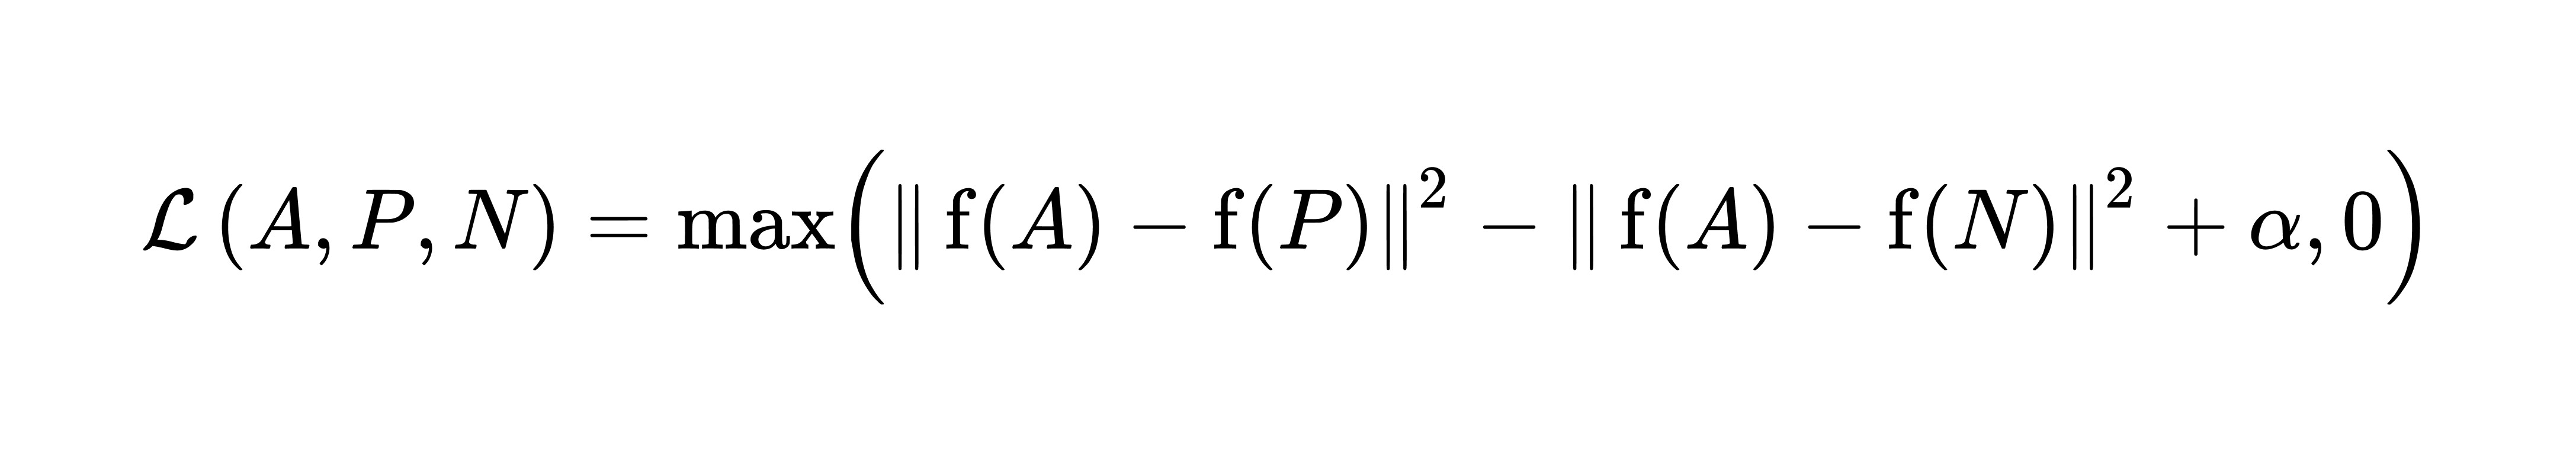 ℒ(A, P, N) = max(‖ f(A) − f(P)‖² − ‖ f(A) − f(N)‖² + α, 0)